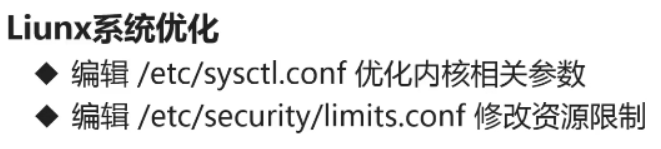 Liunx系统优化
◆ 编辑 /etc/sysctl.conf 优化内核相关参数
◆ 编辑 /etc/security/limits.conf 修改资源限制